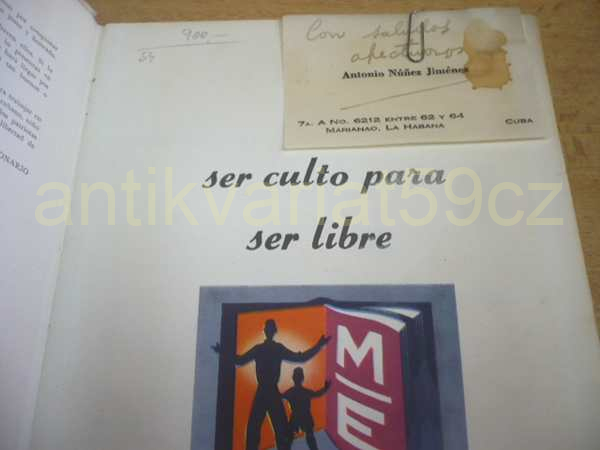 900,-
Con saludos
afectuosos
Antonio Núñez Jiménez
7A. A NO. 6212 ENTRE 62 Y 64
MARIANAO, LA HABANA CUBA
ser culto para
antikvariat59cz
ser libre
M
E
ONARIO